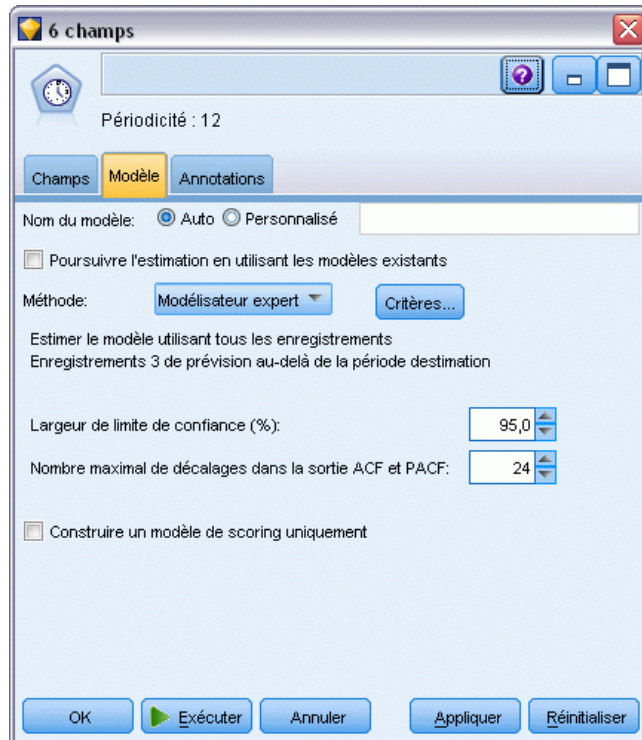 6 champs
Périodicité : 12
Champs Modèle Annotations
Nom du modèle: Auto Personnalisé
Poursuivre l'estimation en utilisant les modèles existants
Méthode: Modélisateur expert Critères...
Estimer le modèle utilisant tous les enregistrements
Enregistrements 3 de prévision au-delà de la période destimation
Largeur de limite de confiance (%): 95,0
Nombre maximal de décalages dans la sortie ACF et PACF: 24
Construire un modèle de scoring uniquement
OK Exécuter Annuler Appliquer Réinitialiser